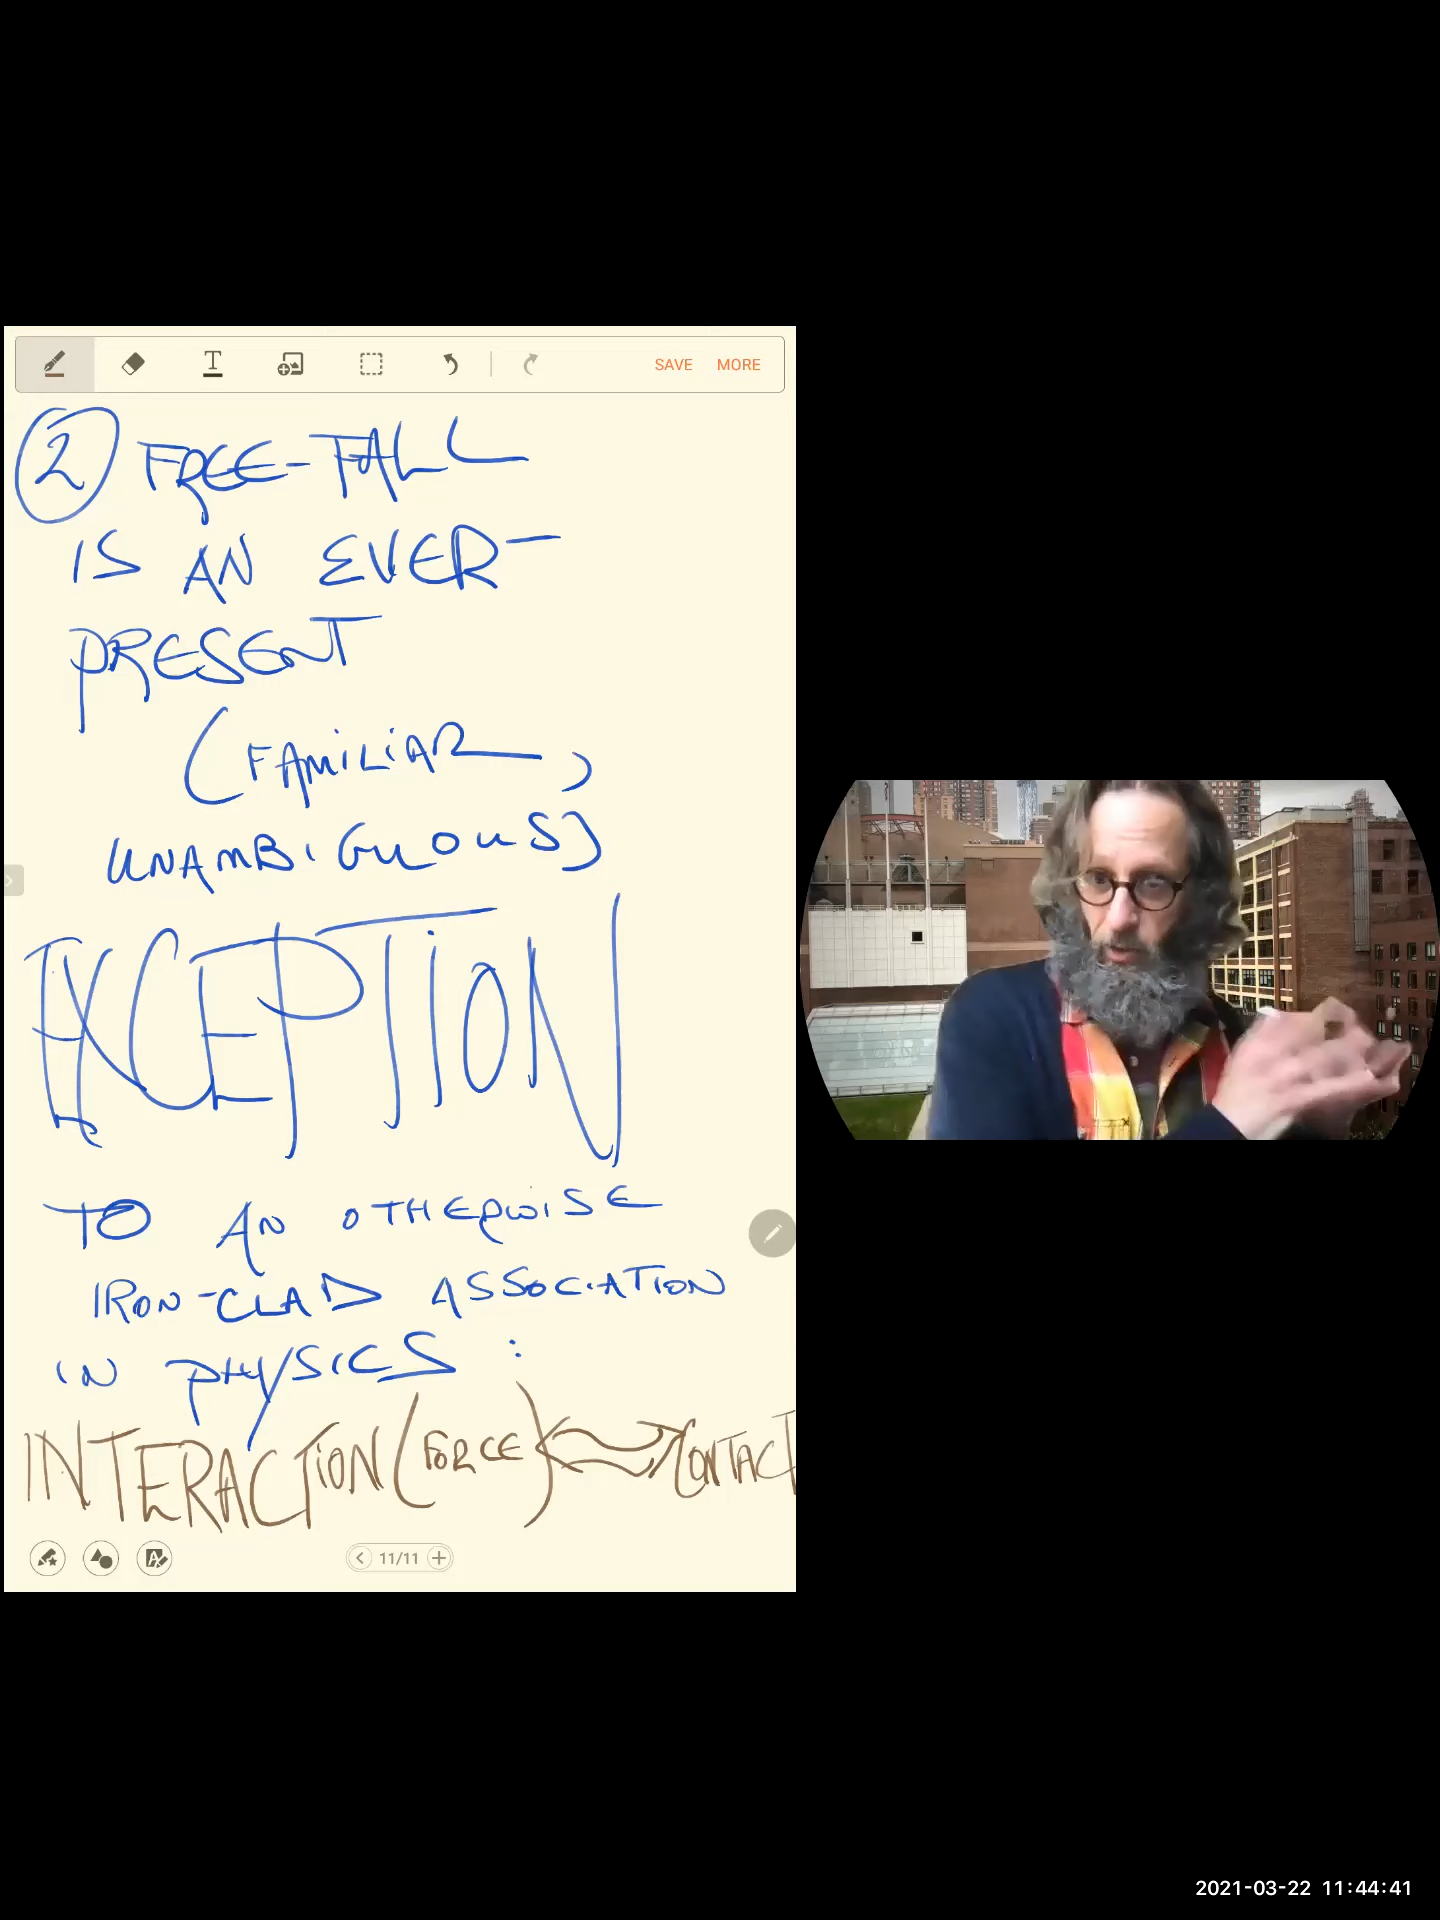 SAVE MORE
2 FREE-FALL
IS AN EVER-
PRESENT
(FAMILIAR,
UNAMBIGUOUS)
EXCEPTION
TO AN OTHERWISE
IRON-CLAD ASSOCIATION
IN PHYSICS:
INTERACTION (FORCE) CONTACT
11/11
2021-03-22 11:44:41